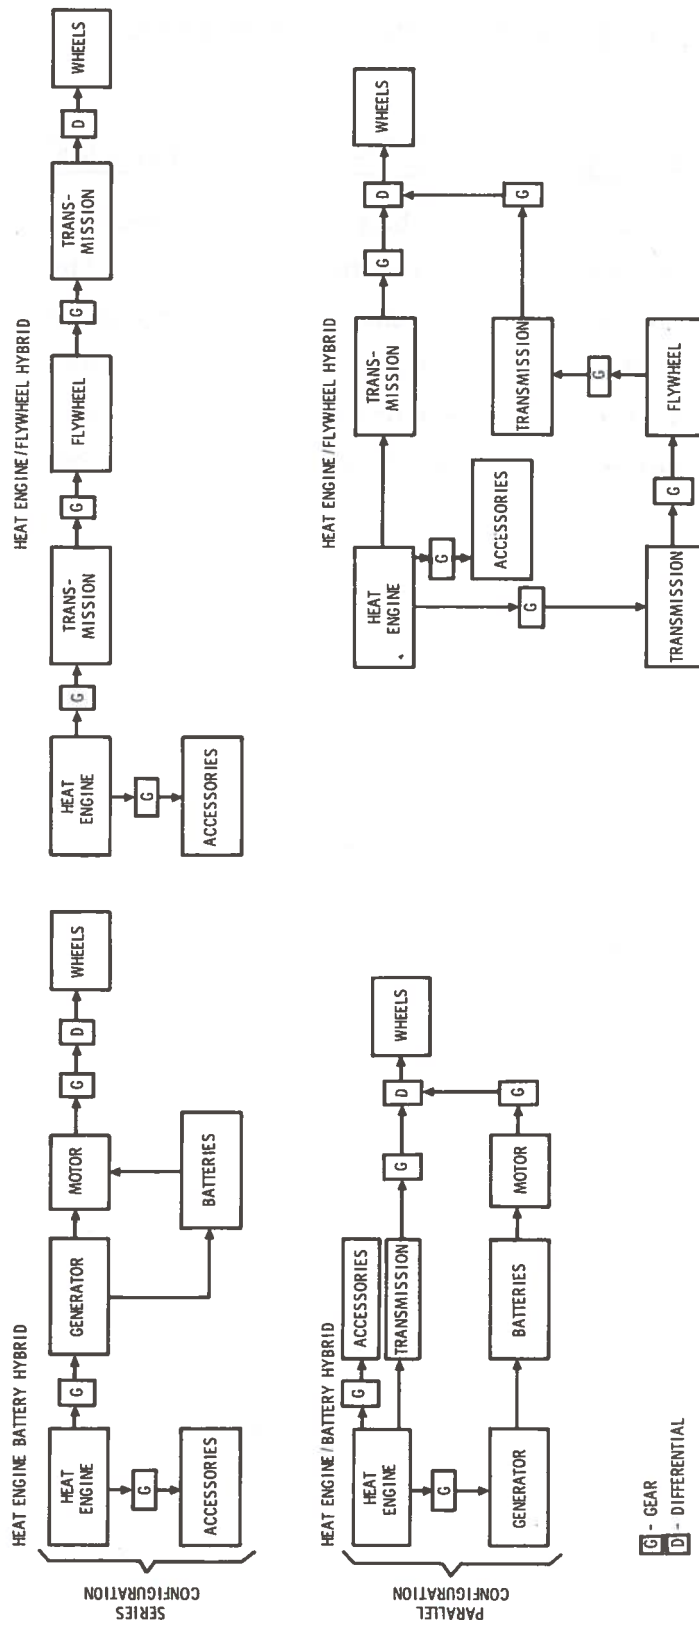 HEAT ENGINE BATTERY HYBRID
SERIES
CONFIGURATION
HEAT
ENGINE
G
GENERATOR
MOTOR
G
D
WHEELS
G
ACCESSORIES
BATTERIES
HEAT ENGINE/FLYWHEEL HYBRID
HEAT
ENGINE
G
TRANS-
MISSION
G
FLYWHEEL
G
TRANS-
MISSION
D
WHEELS
G
ACCESSORIES
HEAT ENGINE/BATTERY HYBRID
PARALLEL
CONFIGURATION
HEAT
ENGINE
G
ACCESSORIES
TRANSMISSION
G
D
WHEELS
G
GENERATOR
BATTERIES
MOTOR
G
HEAT ENGINE/FLYWHEEL HYBRID
HEAT
ENGINE
TRANS-
MISSION
G
D
WHEELS
G
ACCESSORIES
G
TRANSMISSION
G
G
TRANSMISSION
G
FLYWHEEL
G - GEAR
D - DIFFERENTIAL